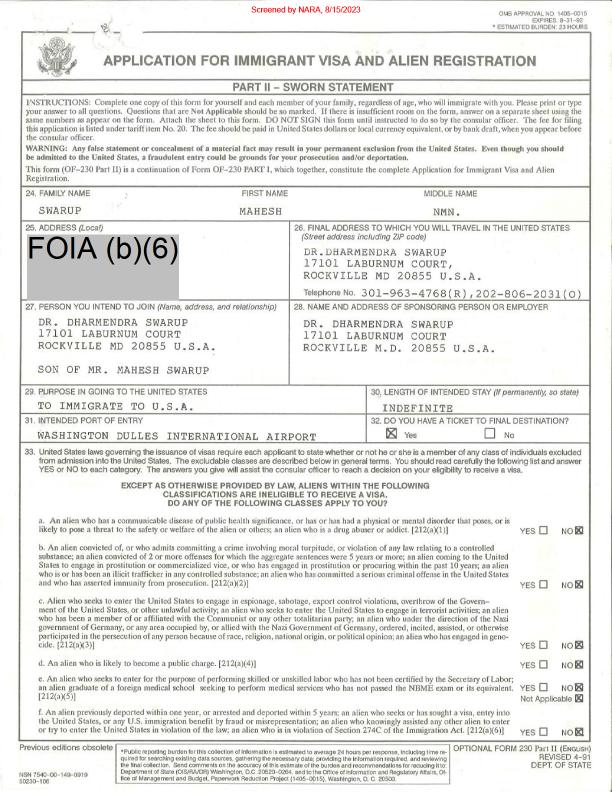 Screened by NARA, 8/15/2023
OMB APPROVAL NO. 1405-0015
EXPIRES: 8-31-92
* ESTIMATED BURDEN: 23 HOURS
APPLICATION FOR IMMIGRANT VISA AND ALIEN REGISTRATION
PART II – SWORN STATEMENT
INSTRUCTIONS: Complete one copy of this form for yourself and each member of your family, regardless of age, who will immigrate with you. Please print or type
your answer to all questions. Questions that are Not Applicable should be so marked. If there is insufficient room on the form, answer on a separate sheet using the
same numbers as appear on the form. Attach the sheet to this form. DO NOT SIGN this form until instructed to do so by the consular officer. The fee for filing
this application is listed under tariff item No. 20. The fee should be paid in United States dollars or local currency equivalent, or by bank draft, when you appear before
the consular officer.
WARNING: Any false statement or concealment of a material fact may result in your permanent exclusion from the United States. Even though you should
be admitted to the United States, a fraudulent entry could be grounds for your prosecution and/or deportation.
This form (OF-230 Part II) is a continuation of Form OF-230 PART I, which together, constitute the complete Application for Immigrant Visa and Alien
Registration.
24. FAMILY NAME FIRST NAME MIDDLE NAME
SWARUP MAHESH NMN.
25. ADDRESS (Local)
FOIA (b)(6)
26. FINAL ADDRESS TO WHICH YOU WILL TRAVEL IN THE UNITED STATES
(Street address including ZIP code)
DR.DHARMENDRA SWARUP
17101 LABURNUM COURT,
ROCKVILLE MD 20855 U.S.A.
Telephone No. 301-963-4768(R),202-806-2031(O)
27. PERSON YOU INTEND TO JOIN (Name, address, and relationship)
DR. DHARMENDRA SWARUP
17101 LABURNUM COURT
ROCKVILLE MD 20855 U.S.A.
SON OF MR. MAHESH SWARUP
28. NAME AND ADDRESS OF SPONSORING PERSON OR EMPLOYER
DR. DHARMENDRA SWARUP
17101 LABURNUM COURT
ROCKVILLE M.D. 20855 U.S.A.
29. PURPOSE IN GOING TO THE UNITED STATES
TO IMMIGRATE TO U.S.A.
30. LENGTH OF INTENDED STAY (If permanently, so state)
INDEFINITE
31. INTENDED PORT OF ENTRY
WASHINGTON DULLES INTERNATIONAL AIRPORT
32. DO YOU HAVE A TICKET TO FINAL DESTINATION?
☒ Yes ☐ No
33. United States laws governing the issuance of visas require each applicant to state whether or not he or she is a member of any class of individuals excluded
from admission into the United States. The excludable classes are described below in general terms. You should read carefully the following list and answer
YES or NO to each category. The answers you give will assist the consular officer to reach a decision on your eligibility to receive a visa.
EXCEPT AS OTHERWISE PROVIDED BY LAW, ALIENS WITHIN THE FOLLOWING
CLASSIFICATIONS ARE INELIGIBLE TO RECEIVE A VISA.
DO ANY OF THE FOLLOWING CLASSES APPLY TO YOU?
a. An alien who has a communicable disease of public health significance, or has or has had a physical or mental disorder that poses, or is
likely to pose a threat to the safety or welfare of the alien or others; an alien who is a drug abuser or addict. [212(a)(1)] YES ☐ NO ☒
b. An alien convicted of, or who admits committing a crime involving moral turpitude, or violation of any law relating to a controlled
substance; an alien convicted of 2 or more offenses for which the aggregate sentences were 5 years or more; an alien coming to the United
States to engage in prostitution or commercialized vice, or who has engaged in prostitution or procuring within the past 10 years; an alien
who is or has been an illicit trafficker in any controlled substance; an alien who has committed a serious criminal offense in the United States
and who has asserted immunity from prosecution. [212(a)(2)] YES ☐ NO ☒
c. Alien who seeks to enter the United States to engage in espionage, sabotage, export control violations, overthrow of the Govern-
ment of the United States, or other unlawful activity; an alien who seeks to enter the United States to engage in terrorist activities; an alien
who has been a member of or affiliated with the Communist or any other totalitarian party; an alien who under the direction of the Nazi
government of Germany, or any area occupied by, or allied with the Nazi Government of Germany, ordered, incited, assisted, or otherwise
participated in the persecution of any person because of race, religion, national origin, or political opinion; an alien who has engaged in geno-
cide. [212(a)(3)] YES ☐ NO ☒
d. An alien who is likely to become a public charge. [212(a)(4)] YES ☐ NO ☒
e. An alien who seeks to enter for the purpose of performing skilled or unskilled labor who has not been certified by the Secretary of Labor;
an alien graduate of a foreign medical school seeking to perform medical services who has not passed the NBME exam or its equivalent. YES ☐ NO ☒
[212(a)(5)] Not Applicable ☒
f. An alien previously deported within one year, or arrested and deported within 5 years; an alien who seeks or has sought a visa, entry into
the United States, or any U.S. immigration benefit by fraud or misrepresentation; an alien who knowingly assisted any other alien to enter
or try to enter the United States in violation of the law; an alien who is in violation of Section 274C of the Immigration Act. [212(a)(6)] YES ☐ NO ☒
Previous editions obsolete
NSN 7540-00-149-0919
50230-106
*Public reporting burden for this collection of information is estimated to average 24 hours per response, including time re-
quired for searching existing data sources, gathering the necessary data, providing the information required, and reviewing
the final collection. Send comments on the accuracy of this estimate of the burden and recommendations for reducing it to:
Department of State (OIS/RA/DR) Washington, D.C. 20520-0264, and to the Office of Information and Regulatory Affairs, Of-
fice of Management and Budget, Paperwork Reduction Project (1405-0015), Washington, D.C. 20503.
OPTIONAL FORM 230 Part II (ENGLISH)
REVISED 4-91
DEPT. OF STATE